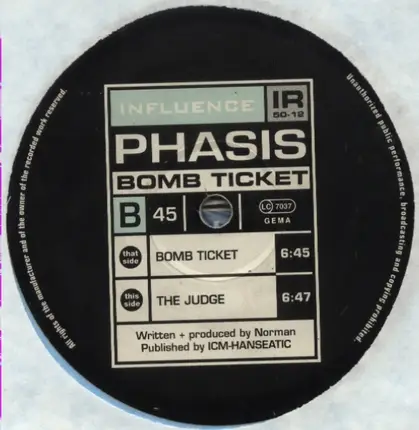 INFLUENCE
IR
50-12
PHASIS
BOMB TICKET
B
45
LC 7037
GEMA
that side
BOMB TICKET 6:45
this side
THE JUDGE 6:47
Written + produced by Norman
Published by ICM-HANSEATIC
All rights of the manufacturer and of the owner of the recorded work reserved.
Unauthorized public performance, broadcasting and copying prohibited.